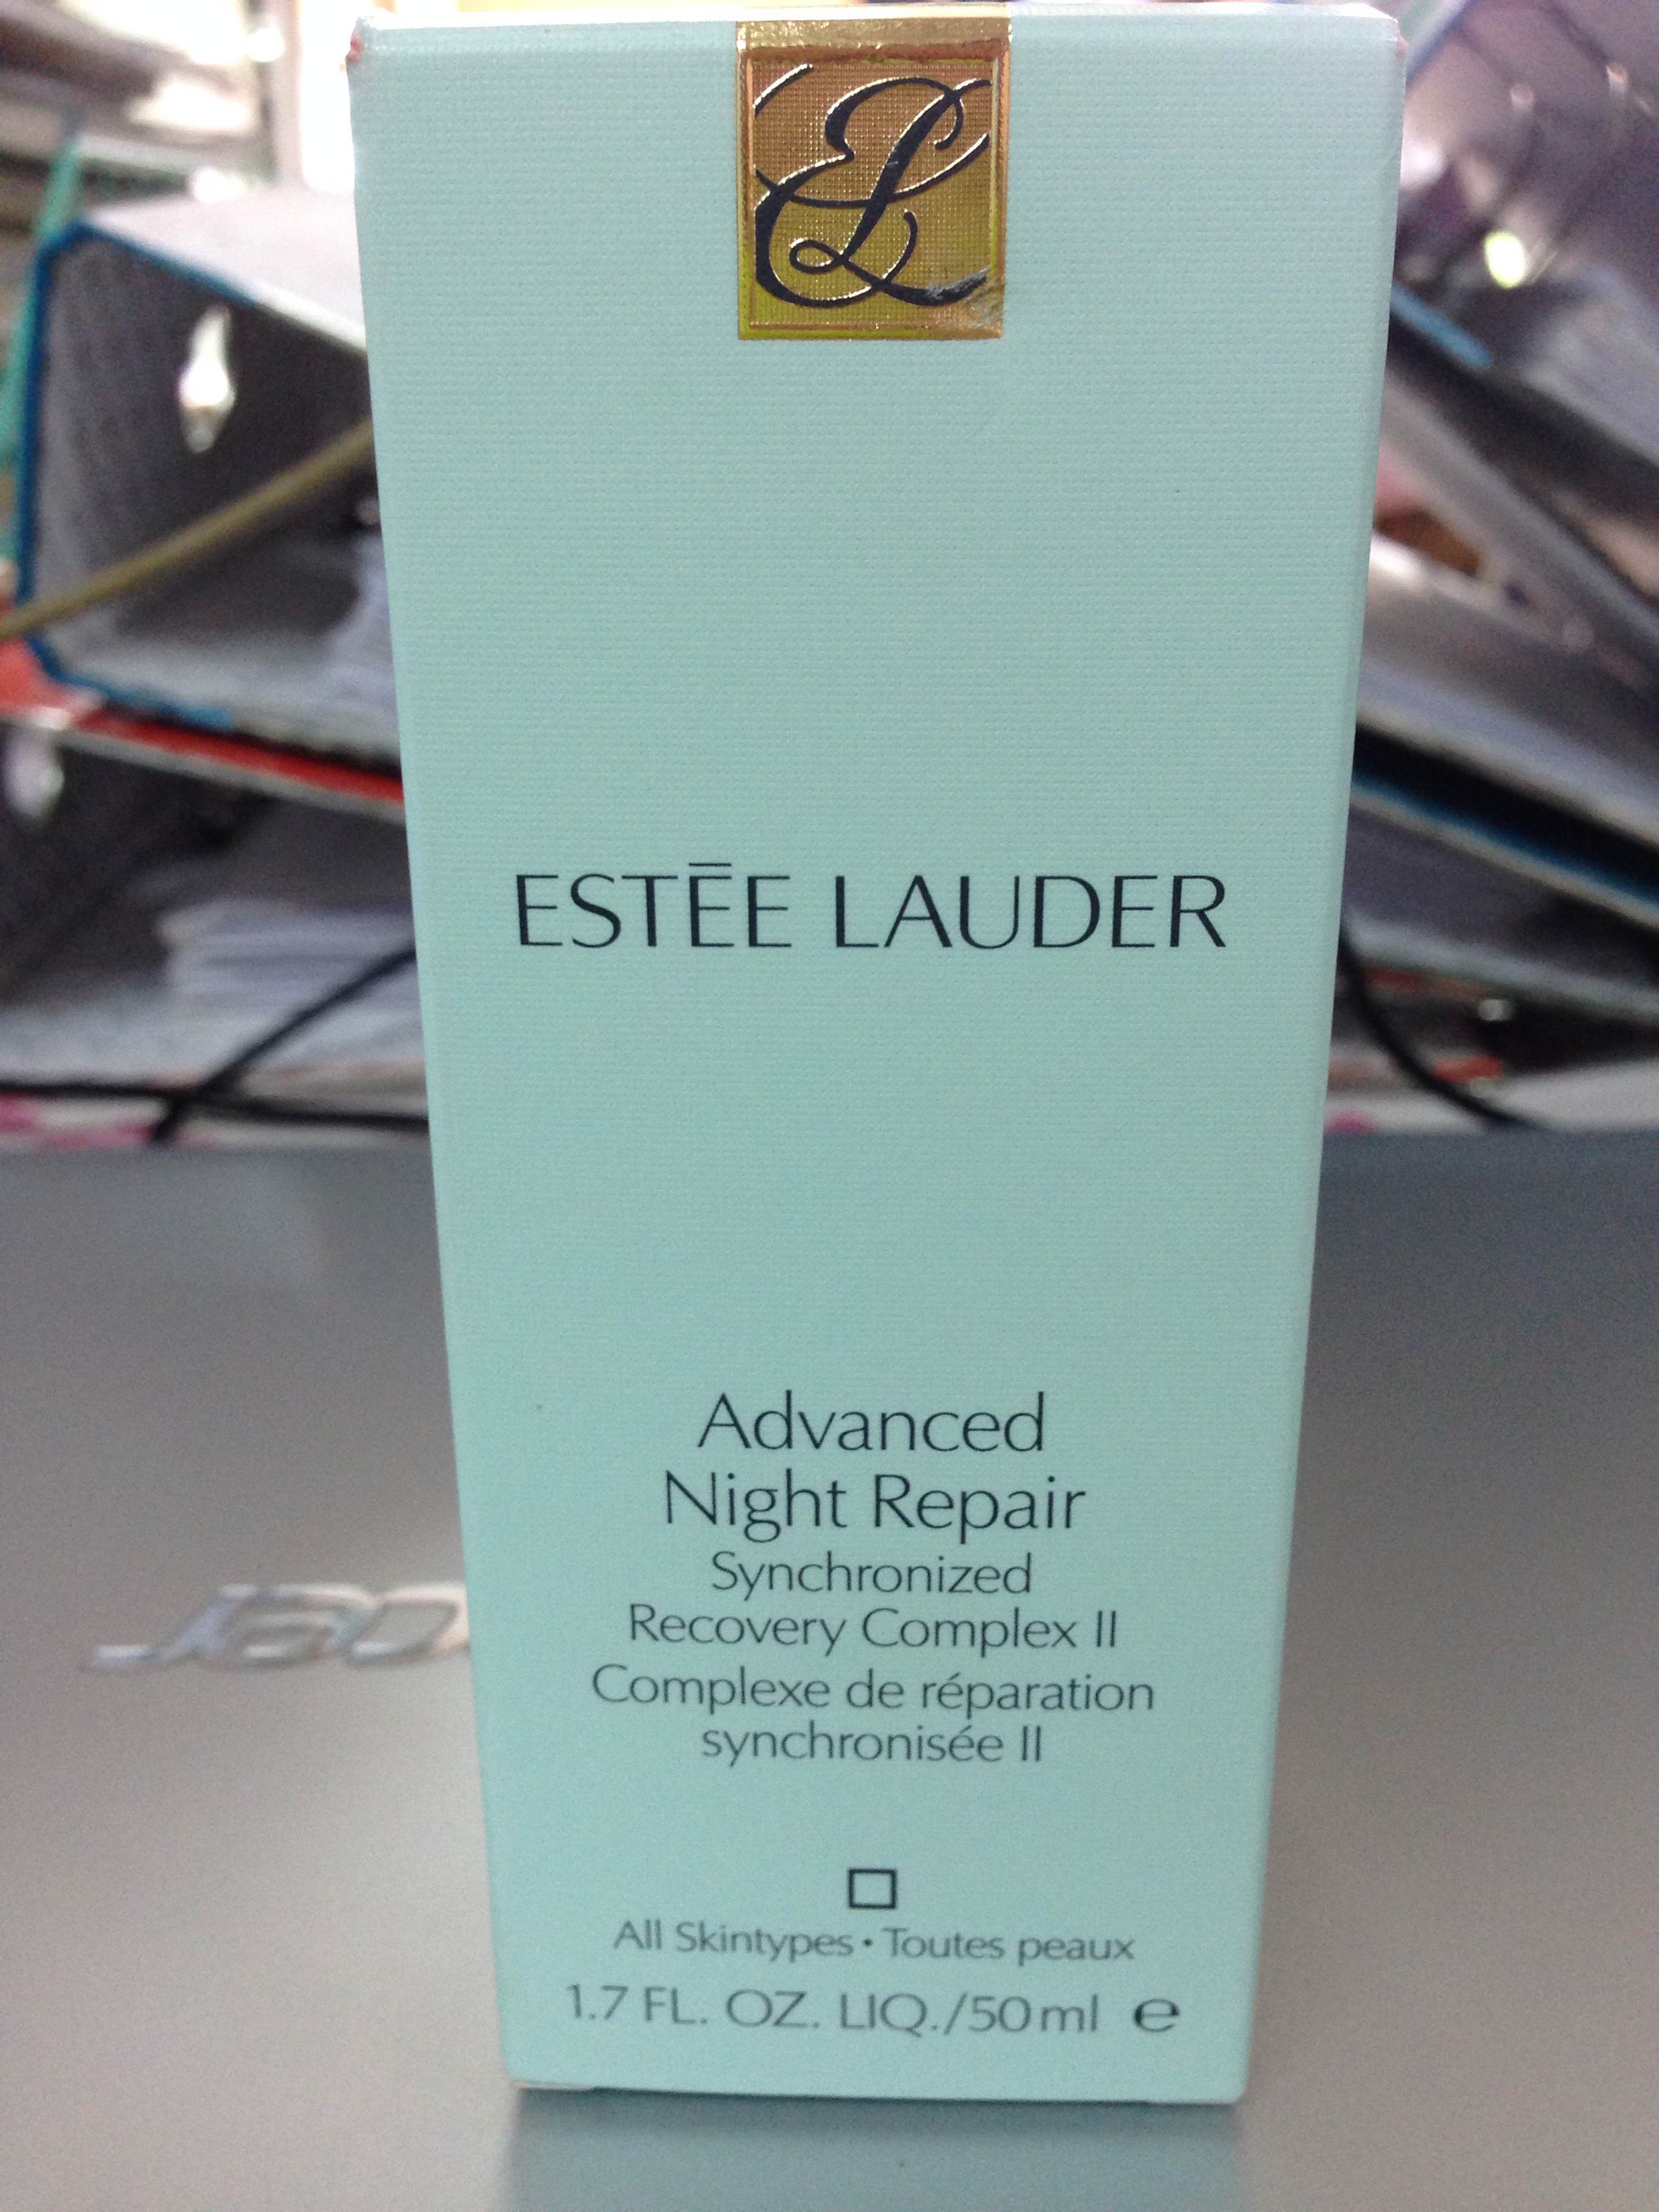 EL
ESTĒE LAUDER
Advanced
Night Repair
Synchronized
Recovery Complex II
Complexe de réparation
synchronisée II
All Skintypes • Toutes peaux
1.7 FL. OZ. LIQ./50 ml e